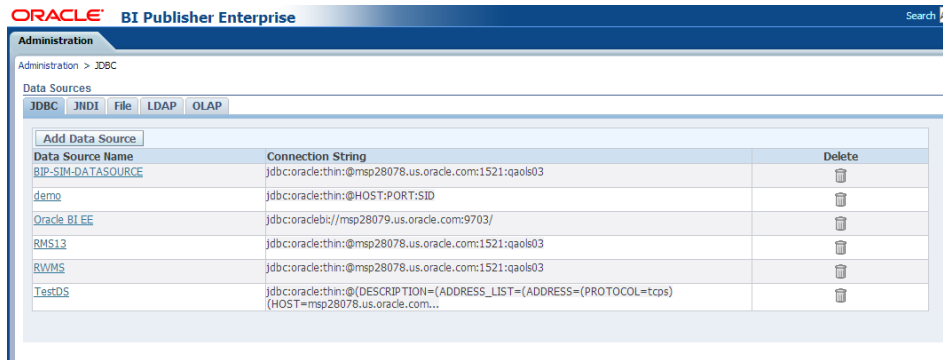 ORACLE BI Publisher Enterprise Search
Administration
Administration > JDBC
Data Sources
JDBC JNDI File LDAP OLAP
Add Data Source
Data Source Name Connection String Delete
BIP-SIM-DATASOURCE jdbc:oracle:thin:@msp28078.us.oracle.com:1521:qaols03
demo jdbc:oracle:thin:@HOST:PORT:SID
Oracle BI EE jdbc:oraclebi://msp28079.us.oracle.com:9703/
RMS13 jdbc:oracle:thin:@msp28078.us.oracle.com:1521:qaols03
RWMS jdbc:oracle:thin:@msp28078.us.oracle.com:1521:qaols03
TestDS jdbc:oracle:thin:@(DESCRIPTION=(ADDRESS_LIST=(ADDRESS=(PROTOCOL=tcps)
(HOST=msp28078.us.oracle.com...